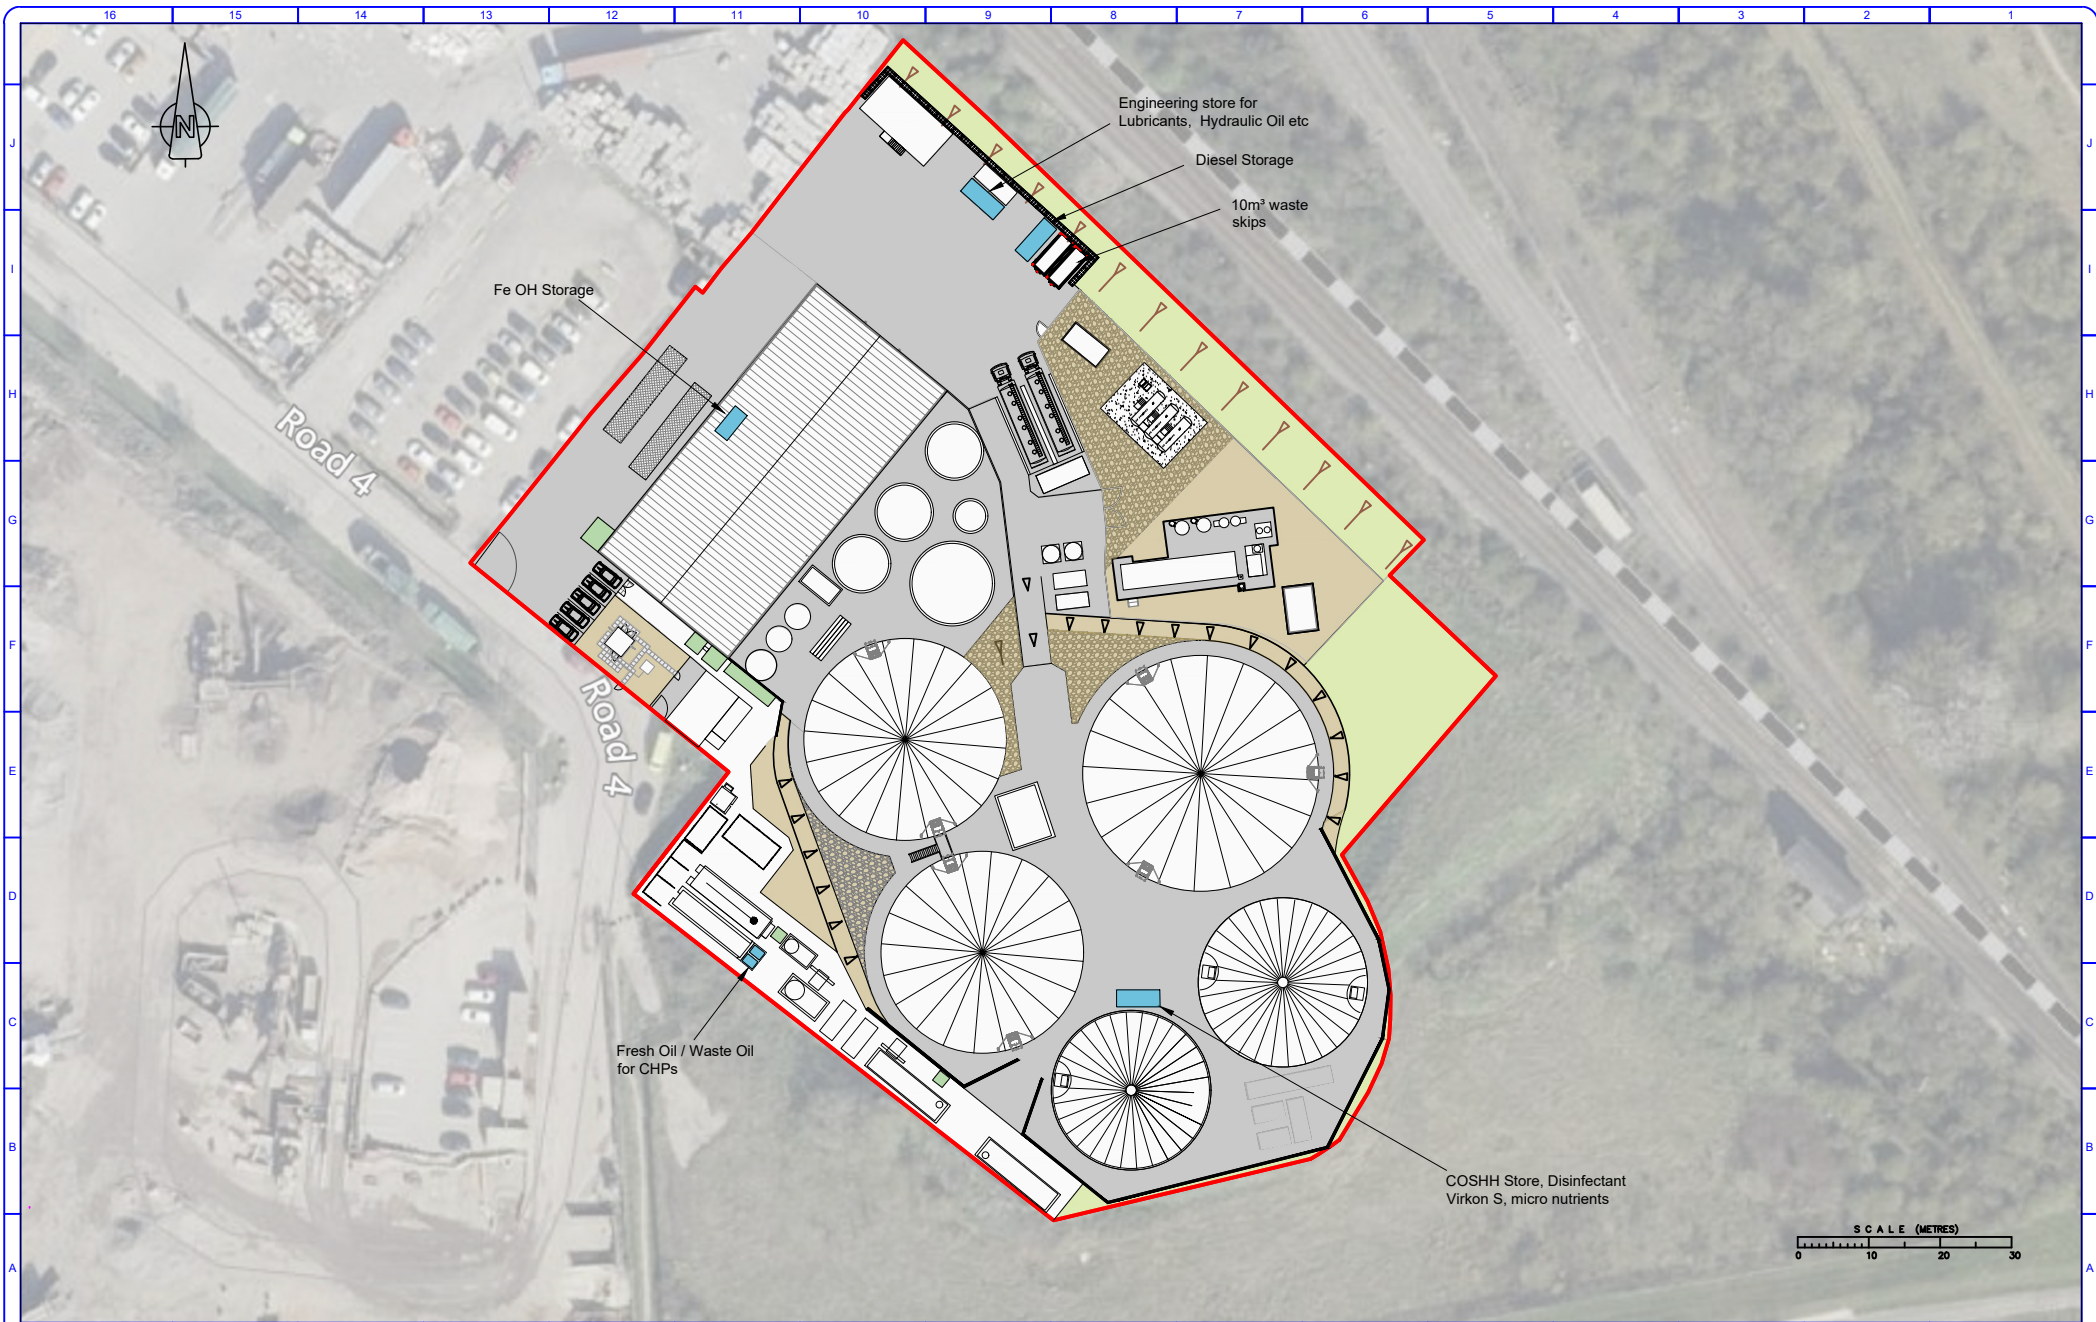 16 15 14 13 12 11 10 9 8 7 6 5 4 3 2 1
N
Engineering store for
Lubricants, Hydraulic Oil etc
J J
Diesel Storage
10m³ waste
skips
I I
Fe OH Storage
H H
Road 4
G G
F F
Road 4
E E
D D
C C
Fresh Oil / Waste Oil
for CHPs
B B
COSHH Store, Disinfectant
Virkon S, micro nutrients
SCALE (METRES)
0 10 20 30
A A